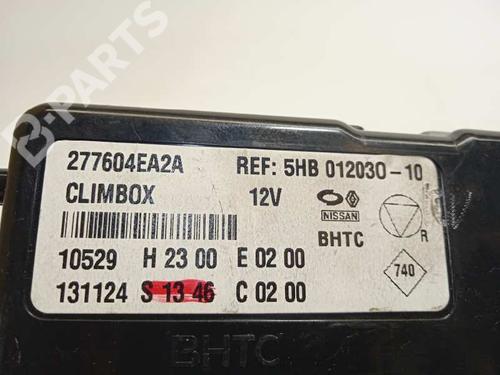 B-PARTS
277604EA2A REF: 5HB 012030-10
CLIMBOX 12V
NISSAN
BHTC R
10529 H 23 00 E 02 00
740
131124 S 13 46 C 02 00
BHTC